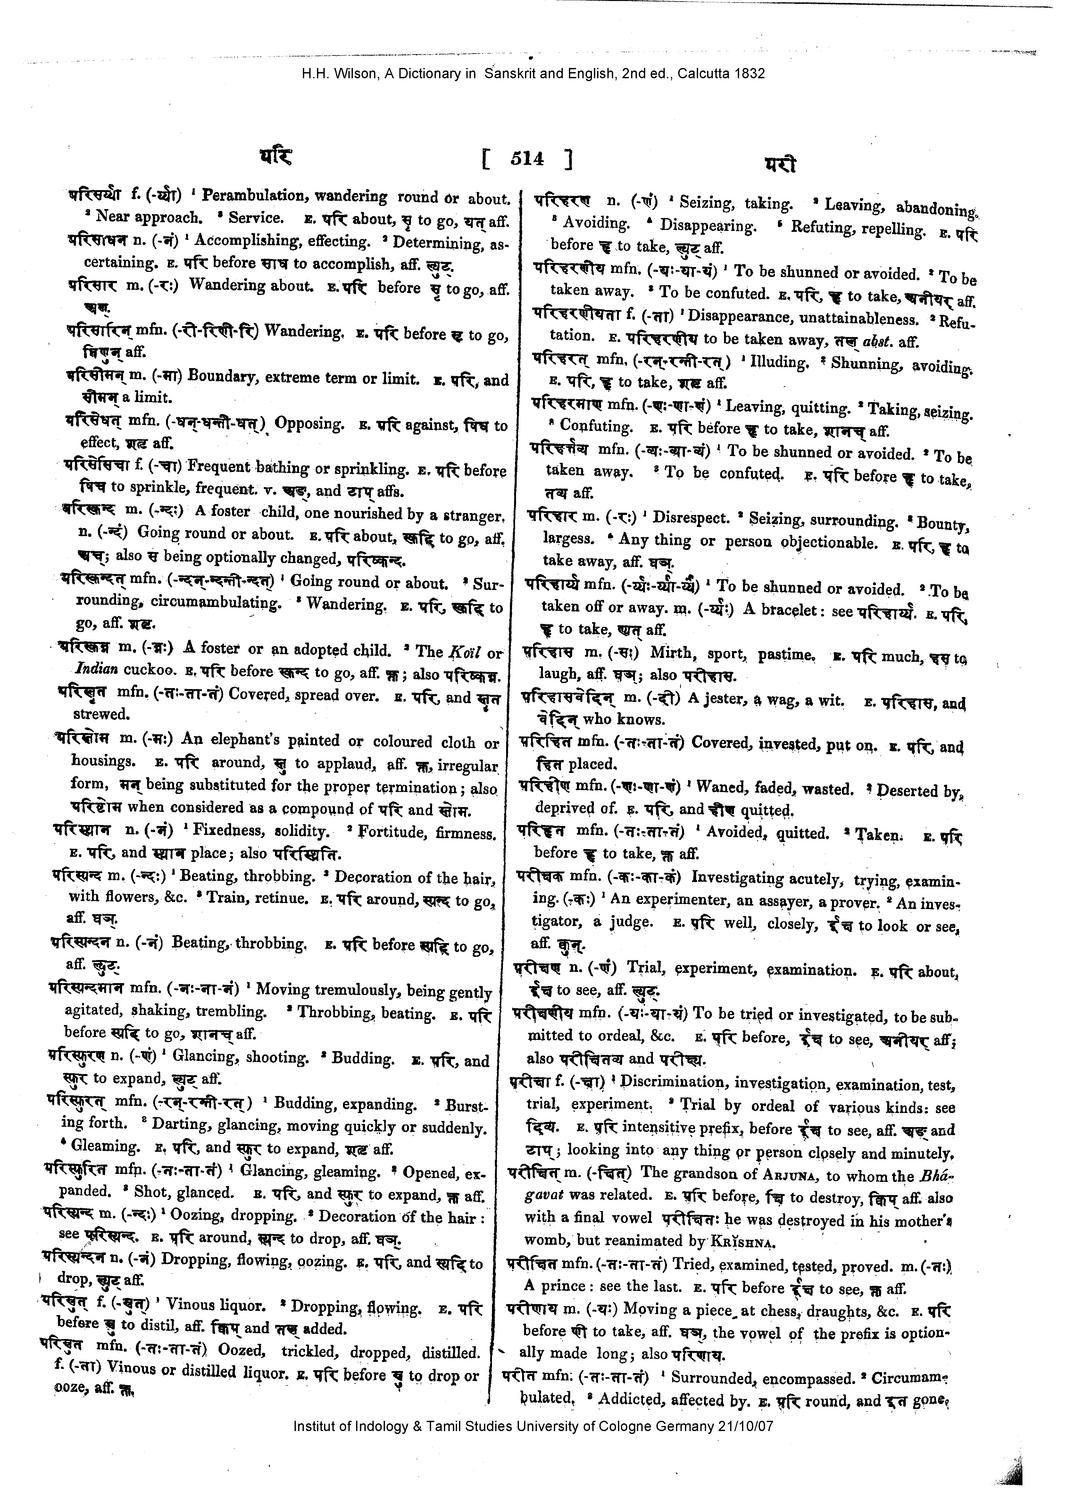 H.H. Wilson, A Dictionary in Sanskrit and English, 2nd ed., Calcutta 1832
परि [ 514 ] परी
परिसर्य्या f. (-र्य्या) ¹ Perambulation, wandering round or about.
² Near approach. ³ Service. E. परि about, सृ to go, यत् aff.
परिसाधन n. (-नं) ¹ Accomplishing, effecting. ² Determining, as-
certaining. E. परि before साध to accomplish, aff. ल्युट्.
परिसार m. (-रः) Wandering about. E. परि before सृ to go, aff.
घञ्.
परिसारिन् mfn. (-री-रिणी-रि) Wandering. E. परि before सृ to go,
घिणुन् aff.
परिसीमन् m. (-मा) Boundary, extreme term or limit. E. परि, and
सीमन् a limit.
परिसेधत् mfn. (-धन्-धन्ती-धत्) Opposing. E. परि against, षिध to
effect, शतृ aff.
परिसेसिचा f. (-चा) Frequent bathing or sprinkling. E. परि before
षिच to sprinkle, frequent. v. अङ्, and टाप् affs.
परिस्कन्द m. (-न्दः) A foster child, one nourished by a stranger.
n. (-न्दं) Going round or about. E. परि about, स्कदि to go, aff.
अच्; also स being optionally changed, परिष्कन्द.
परिस्कन्दत् mfn. (-न्दन्-न्दन्ती-न्दत्) ¹ Going round or about. ² Sur-
rounding, circumambulating. ³ Wandering. E. परि, स्कदि to
go, aff. शतृ.
परिस्कन्न m. (-न्नः) A foster or an adopted child. ² The Koïl or
Indian cuckoo. E. परि before स्कन्द to go, aff. क्त; also परिष्कन्न.
परिस्तृत mfn. (-तः-ता-तं) Covered, spread over. E. परि, and स्तृत
strewed.
परिस्तोम m. (-मः) An elephant's painted or coloured cloth or
housings. E. परि around, स्तु to applaud, aff. क्त, irregular
form, मन् being substituted for the proper termination; also
परिष्टोम when considered as a compound of परि and स्तोम.
परिस्थान n. (-नं) ¹ Fixedness, solidity. ² Fortitude, firmness.
E. परि, and स्थान place; also परिस्थिति.
परिस्पन्द m. (-न्दः) ¹ Beating, throbbing. ² Decoration of the hair,
with flowers, &c. ³ Train, retinue. E. परि around, स्पन्द to go,
aff. घञ्.
परिस्पन्दन n. (-नं) Beating, throbbing. E. परि before स्पदि to go,
aff. ल्युट्.
परिस्पन्दमान mfn. (-नः-ना-नं) ¹ Moving tremulously, being gently
agitated, shaking, trembling. ² Throbbing, beating. E. परि
before स्पदि to go, शानच् aff.
परिस्फुरण n. (-णं) ¹ Glancing, shooting. ² Budding. E. परि, and
स्फुर to expand, ल्युट् aff.
परिस्फुरत् mfn. (-रन्-रन्ती-रत्) ¹ Budding, expanding. ² Burst-
ing forth. ³ Darting, glancing, moving quickly or suddenly.
⁴ Gleaming. E. परि, and स्फुर to expand, शतृ aff.
परिस्फुरित mfn. (-तः-ता-तं) ¹ Glancing, gleaming. ² Opened, ex-
panded. ³ Shot, glanced. E. परि, and स्फुर to expand, क्त aff.
परिस्यन्द m. (-न्दः) ¹ Oozing, dropping. ² Decoration of the hair:
see परिस्पन्द. E. परि around, स्यन्द to drop, aff. घञ्.
परिस्यन्दन n. (-नं) Dropping, flowing, oozing. E. परि, and स्यदि to
drop, ल्युट् aff.
परिस्रुत् f. (-स्रुत्) ¹ Vinous liquor. ² Dropping, flowing. E. परि
before स्रु to distil, aff. क्विप् and तुक् added.
परिस्रुत mfn. (-तः-ता-तं) Oozed, trickled, dropped, distilled.
f. (-ता) Vinous or distilled liquor. E. परि before स्रु to drop or
ooze, aff. क्त.
परिहरण n. (-णं) ¹ Seizing, taking. ² Leaving, abandoning.
³ Avoiding. ⁴ Disappearing. ⁵ Refuting, repelling. E. परि
before हृ to take, ल्युट् aff.
परिहरणीय mfn. (-यः-या-यं) ¹ To be shunned or avoided. ² To be
taken away. ³ To be confuted. E. परि, हृ to take, अनीयर् aff.
परिहरणीयता f. (-ता) ¹ Disappearance, unattainableness. ² Refu-
tation. E. परिहरणीय to be taken away, तल् abst. aff.
परिहरत् mfn. (-रन्-रन्ती-रत्) ¹ Illuding. ² Shunning, avoiding.
E. परि, हृ to take, शतृ aff.
परिहरमाण mfn. (-णः-णा-णं) ¹ Leaving, quitting. ² Taking, seizing.
³ Confuting. E. परि before हृ to take, शानच् aff.
परिहर्त्तव्य mfn. (-व्यः-व्या-व्यं) ¹ To be shunned or avoided. ² To be
taken away. ³ To be confuted. E. परि before हृ to take,
तव्य aff.
परिहार m. (-रः) ¹ Disrespect. ² Seizing, surrounding. ³ Bounty,
largess. ⁴ Any thing or person objectionable. E. परि, हृ to
take away, aff. घञ्.
परिहार्य्य mfn. (-र्य्यः-र्य्या-र्य्यं) ¹ To be shunned or avoided. ² To be
taken off or away. m. (-र्य्यः) A bracelet: see पारिहार्य्य. E. परि,
हृ to take, ण्यत् aff.
परिहास m. (-सः) Mirth, sport, pastime. E. परि much, हस to
laugh, aff. घञ्; also परीहास.
परिहासवेदिन् m. (-दी) A jester, a wag, a wit. E. परिहास, and
वेदिन् who knows.
परिहित mfn. (-तः-ता-तं) Covered, invested, put on. E. परि, and
हित placed.
परिहीण mfn. (-णः-णा-णं) ¹ Waned, faded, wasted. ² Deserted by,
deprived of. E. परि, and हीण quitted.
परिहृत mfn. (-तः-ता-तं) ¹ Avoided, quitted. ² Taken. E. परि
before हृ to take, क्त aff.
परीक्षक mfn. (-कः-का-कं) Investigating acutely, trying, examin-
ing. (-कः) ¹ An experimenter, an assayer, a prover. ² An inves-
tigator, a judge. E. परि well, closely, ईक्ष to look or see,
aff. वुन्.
परीक्षण n. (-णं) Trial, experiment, examination. E. परि about,
ईक्ष to see, aff. ल्युट्.
परीक्षणीय mfn. (-यः-या-यं) To be tried or investigated, to be sub-
mitted to ordeal, &c. E. परि before, ईक्ष to see, अनीयर् aff;
also परीक्षितव्य and परीक्ष्य.
परीक्षा f. (-क्षा) ¹ Discrimination, investigation, examination, test,
trial, experiment. ² Trial by ordeal of various kinds: see
दिव्य. E. परि intensitive prefix, before ईक्ष to see, aff. अङ् and
टाप्; looking into any thing or person closely and minutely.
परीक्षित् m. (-क्षित्) The grandson of ARJUNA, to whom the Bhá-
gavat was related. E. परि before, क्षि to destroy, क्विप् aff. also
with a final vowel परीक्षितः he was destroyed in his mother's
womb, but reanimated by KRĬSHNA.
परीक्षित mfn. (-तः-ता-तं) Tried, examined, tested, proved. m. (-तः)
A prince: see the last. E. परि before ईक्ष to see, क्त aff.
परीणाय m. (-यः) Moving a piece at chess, draughts, &c. E. परि
before णी to take, aff. घञ्, the vowel of the prefix is option-
ally made long; also परिणाय.
परीत mfn. (-तः-ता-तं) ¹ Surrounded, encompassed. ² Circumam-
bulated. ³ Addicted, affected by. E. परि round, and इत gone,
Institut of Indology & Tamil Studies University of Cologne Germany 21/10/07